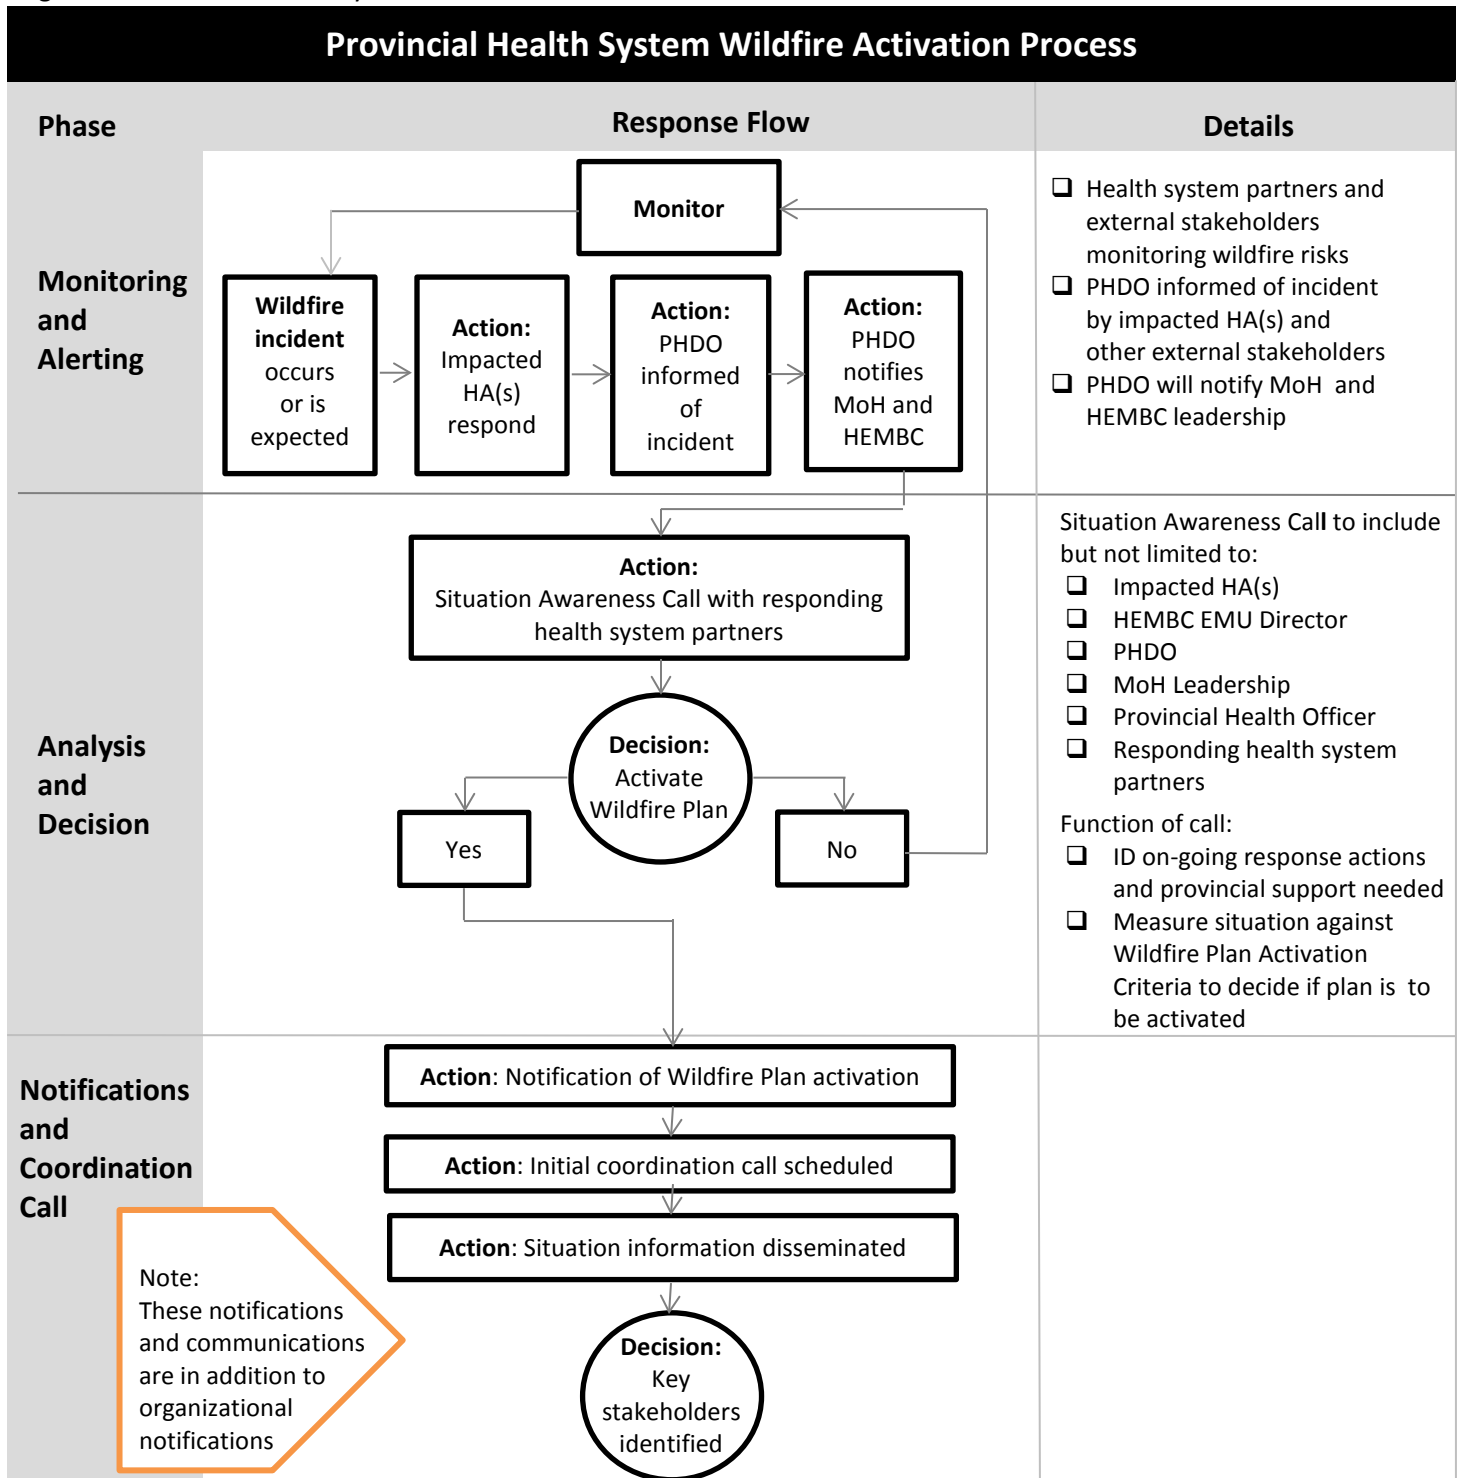 Provincial Health System Wildfire Activation Process
Phase
Response Flow
Details
Monitoring
and
Alerting
Monitor
Wildfire
incident
occurs
or is
expected
Action:
Impacted
HA(s)
respond
Action:
PHDO
informed
of
incident
Action:
PHDO
notifies
MoH and
HEMBC
❑ Health system partners and
external stakeholders
monitoring wildfire risks
❑ PHDO informed of incident
by impacted HA(s) and
other external stakeholders
❑ PHDO will notify MoH and
HEMBC leadership
Analysis
and
Decision
Action:
Situation Awareness Call with responding
health system partners
Decision:
Activate
Wildfire Plan
Yes
No
Situation Awareness Call to include
but not limited to:
❑ Impacted HA(s)
❑ HEMBC EMU Director
❑ PHDO
❑ MoH Leadership
❑ Provincial Health Officer
❑ Responding health system
partners
Function of call:
❑ ID on-going response actions
and provincial support needed
❑ Measure situation against
Wildfire Plan Activation
Criteria to decide if plan is to
be activated
Notifications
and
Coordination
Call
Action: Notification of Wildfire Plan activation
Action: Initial coordination call scheduled
Action: Situation information disseminated
Decision:
Key
stakeholders
identified
Note:
These notifications
and communications
are in addition to
organizational
notifications